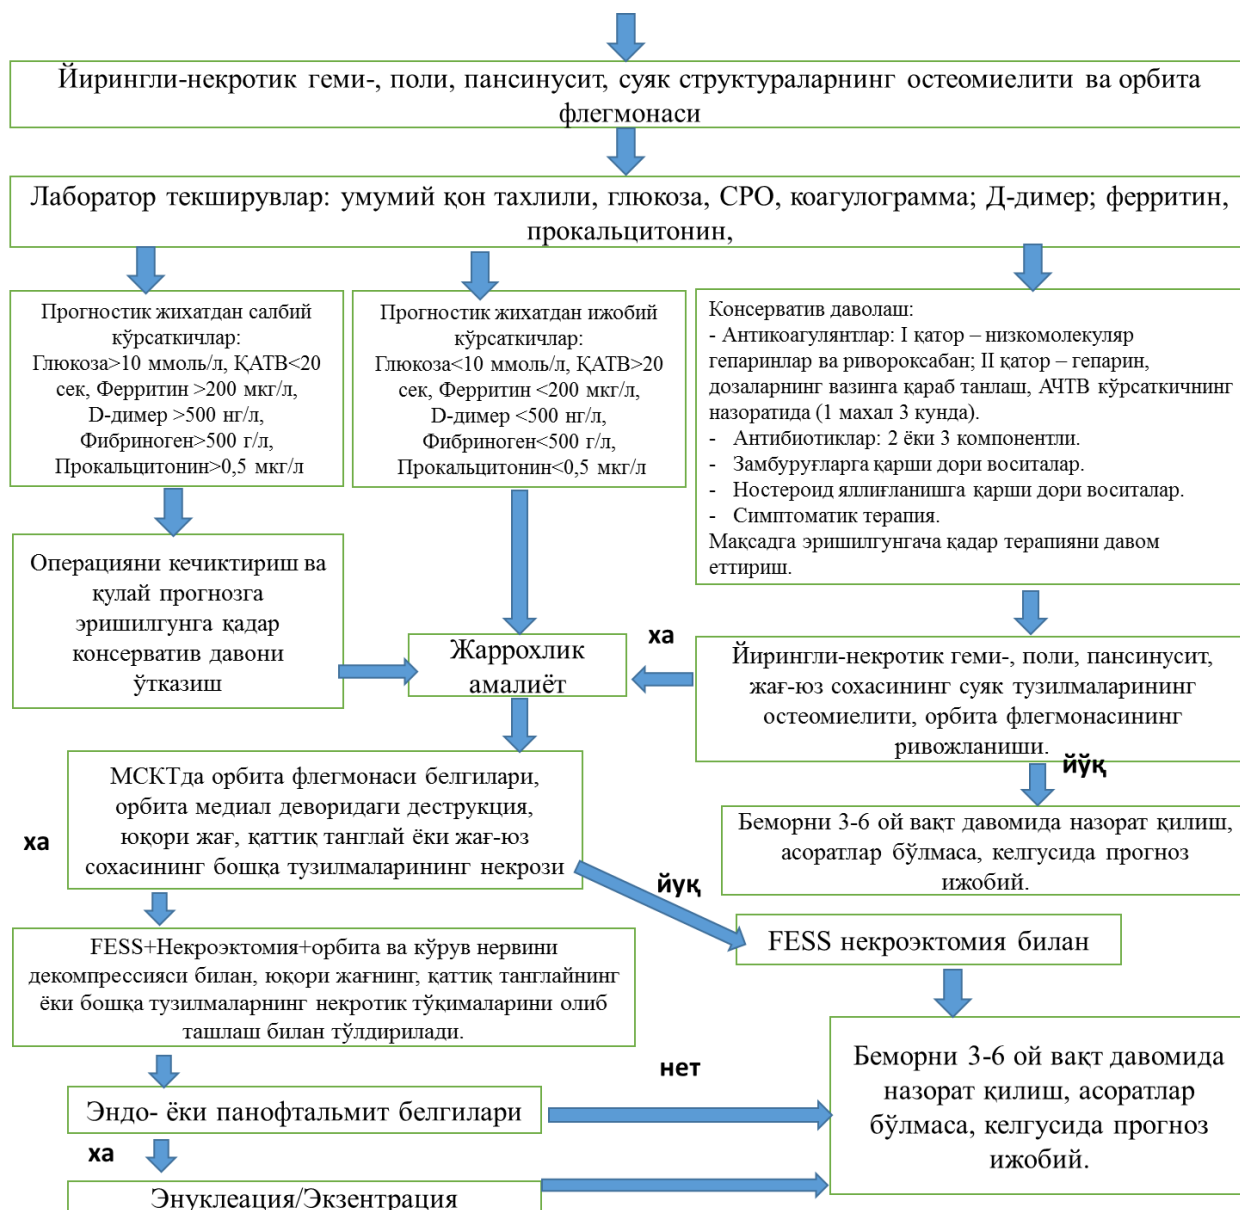 Йирингли-некротик геми-, поли, пансинусит, суяк структураларнинг остеомиелити ва орбита
флегмонаси
Лаборатор текширувлар: умумий қон тахлили, глюкоза, СРО, коагулограмма; Д-димер; ферритин,
прокальцитонин,
Прогностик жихатдан салбий
кўрсаткичлар:
Глюкоза>10 ммоль/л, ҚАТВ<20
сек, Ферритин >200 мкг/л,
D-димер >500 нг/л,
Фибриноген>500 г/л,
Прокальцитонин>0,5 мкг/л
Прогностик жихатдан ижобий
кўрсаткичлар:
Глюкоза<10 ммоль/л, ҚАТВ>20
сек, Ферритин <200 мкг/л,
D-димер <500 нг/л,
Фибриноген<500 г/л,
Прокальцитонин<0,5 мкг/л
Консерватив даволаш:
- Антикоагулянтлар: I қатор – низкомолекуляр
гепаринлар ва ривороксабан; II қатор – гепарин,
дозаларнинг вазинга қараб танлаш, АЧТВ кўрсаткичнинг
назоратида (1 махал 3 кунда).
- Антибиотиклар: 2 ёки 3 компонентли.
- Замбуруғларга қарши дори воситалар.
- Ностероид яллиғланишга қарши дори воситалар.
- Симптоматик терапия.
Мақсадга эришилгунгача қадар терапияни давом
еттириш.
Операцияни кечиктириш ва
қулай прогнозга
эришилгунга қадар
консерватив давони
ўтказиш
Жаррохлик
амалиёт
ха
Йирингли-некротик геми-, поли, пансинусит,
жағ-юз сохасининг суяк тузилмаларининг
остеомиелити, орбита флегмонасининг
ривожланиши.
йўқ
МСКТда орбита флегмонаси белгилари,
орбита медиал деворидаги деструкция,
юқори жағ, қаттиқ танглай ёки жағ-юз
сохасининг бошқа тузилмаларининг некрози
ха
йуқ
Беморни 3-6 ой вақт давомида назорат қилиш,
асоратлар бўлмаса, келгусида прогноз
ижобий.
FESS некроэктомия билан
FESS+Некроэктомия+орбита ва кўрув нервини
декомпрессияси билан, юқори жағнинг, қаттиқ танглайнинг
ёки бошқа тузилмаларнинг некротик тўқималарини олиб
ташлаш билан тўлдирилади.
Эндо- ёки панофтальмит белгилари
нет
Беморни 3-6 ой вақт давомида
назорат қилиш, асоратлар
бўлмаса, келгусида прогноз
ижобий.
ха
Энуклеация/Экзентрация